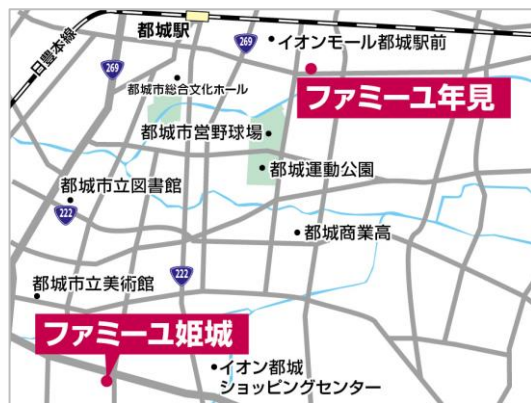 都城駅
日豊本線
269
イオンモール都城駅前
269
都城市総合文化ホール
ファミーユ年見
都城市営野球場
都城運動公園
都城市立図書館
222
都城商業高
222
都城市立美術館
ファミーユ姫城
イオン都城
ショッピングセンター